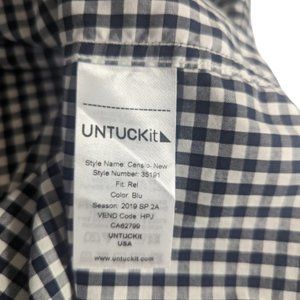 UNTUCKit
Style Name: Censio- New
Style Number: 35191
Fit: Rel
Color: Blu
Season: 2019 SP 2A
VEND Code: HPJ
CA62799
UNTUCKit
USA
www.untuckit.com